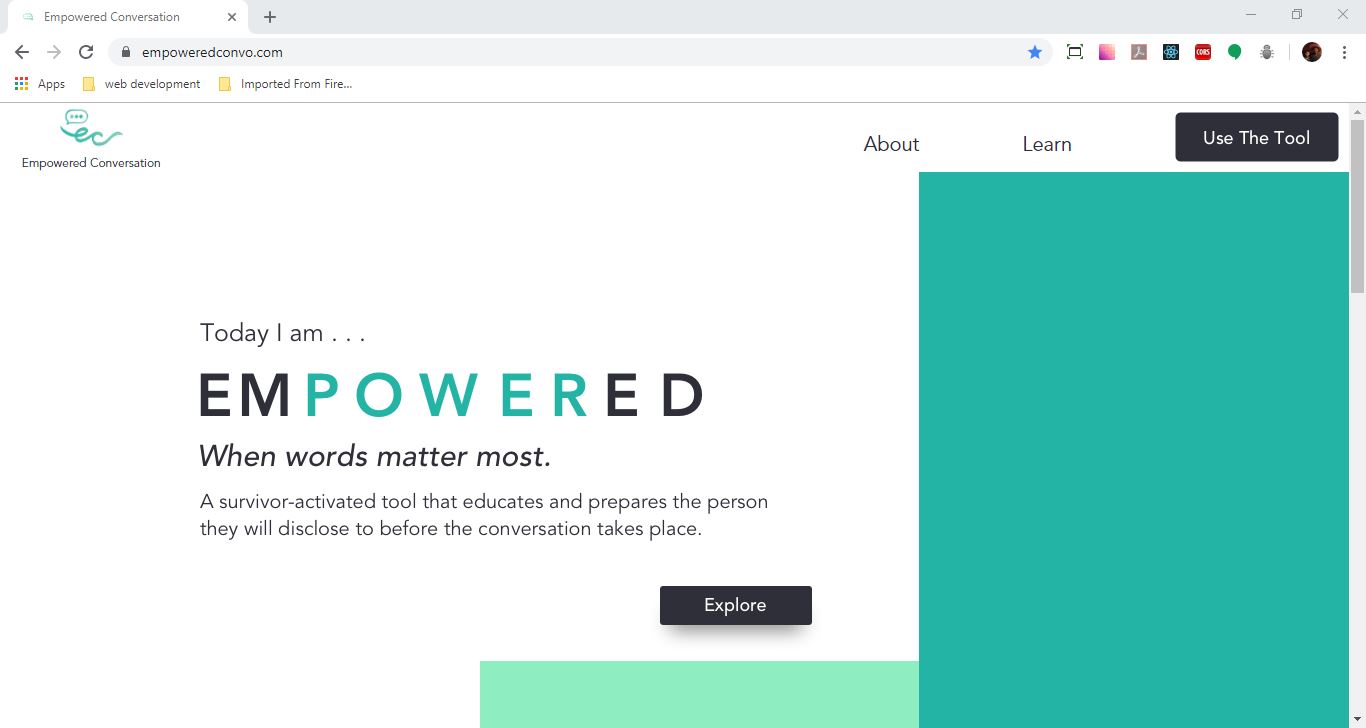 Empowered Conversation
empoweredconvo.com
CORS
Apps web development Imported From Fire...
ec
Empowered Conversation
About Learn Use The Tool
Today I am . . .
EMPOWERED
When words matter most.
A survivor-activated tool that educates and prepares the person
they will disclose to before the conversation takes place.
Explore